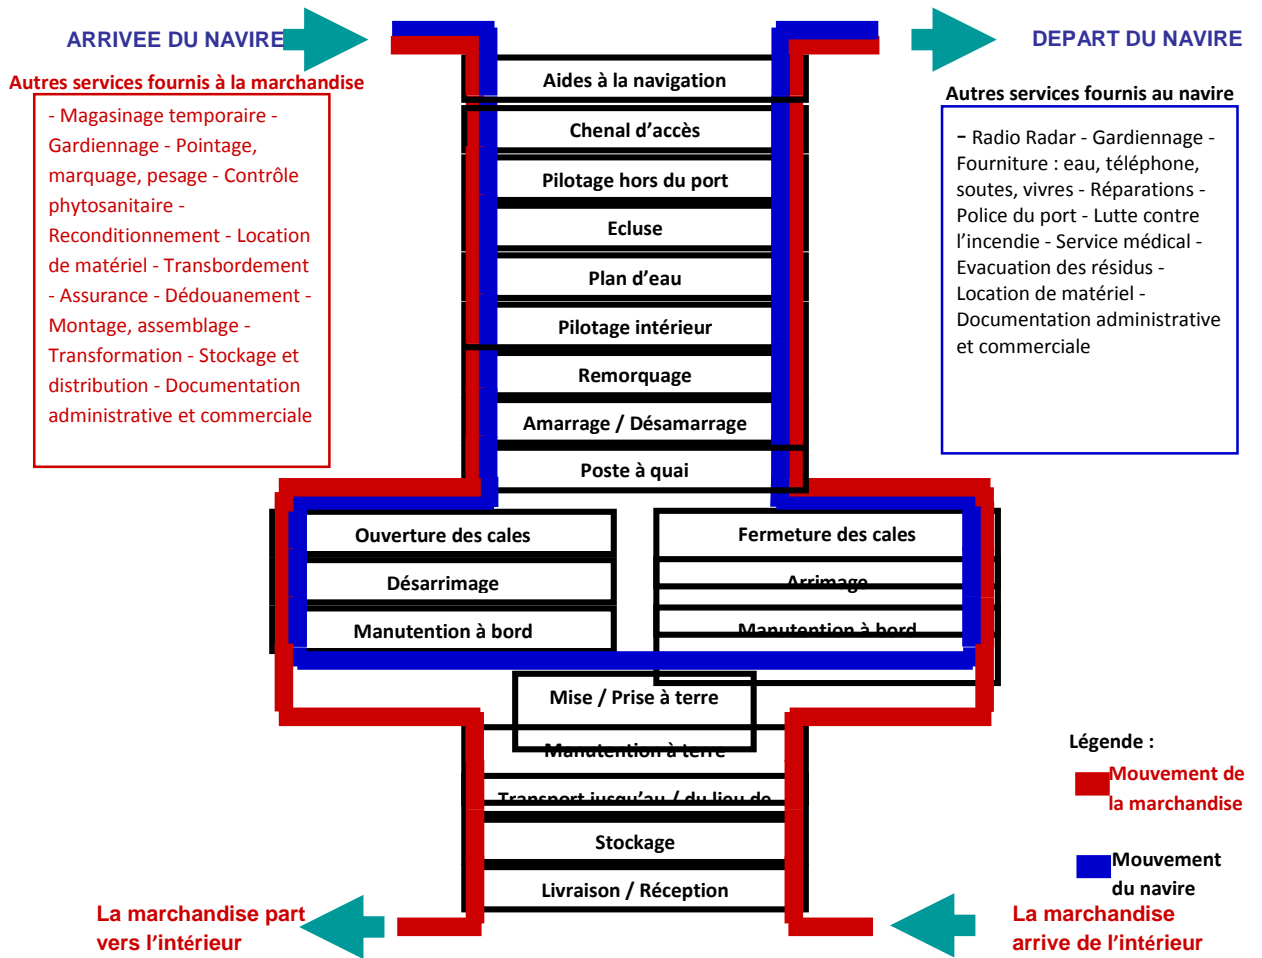 ARRIVEE DU NAVIRE
DEPART DU NAVIRE
Autres services fournis à la marchandise
- Magasinage temporaire -
Gardiennage - Pointage,
marquage, pesage - Contrôle
phytosanitaire -
Reconditionnement - Location
de matériel - Transbordement
- Assurance - Dédouanement -
Montage, assemblage -
Transformation - Stockage et
distribution - Documentation
administrative et commerciale
Autres services fournis au navire
- Radio Radar - Gardiennage -
Fourniture : eau, téléphone,
soutes, vivres - Réparations -
Police du port - Lutte contre
l’incendie - Service médical -
Evacuation des résidus -
Location de matériel -
Documentation administrative
et commerciale
Aides à la navigation
Chenal d’accès
Pilotage hors du port
Ecluse
Plan d’eau
Pilotage intérieur
Remorquage
Amarrage / Désamarrage
Poste à quai
Ouverture des cales
Désarrimage
Manutention à bord
Fermeture des cales
Arrimage
Manutention à bord
Mise / Prise à terre
Manutention à terre
Transport jusqu’au / du lieu de
Stockage
Livraison / Réception
Légende :
Mouvement de
la marchandise
Mouvement
du navire
La marchandise part
vers l’intérieur
La marchandise
arrive de l’intérieur